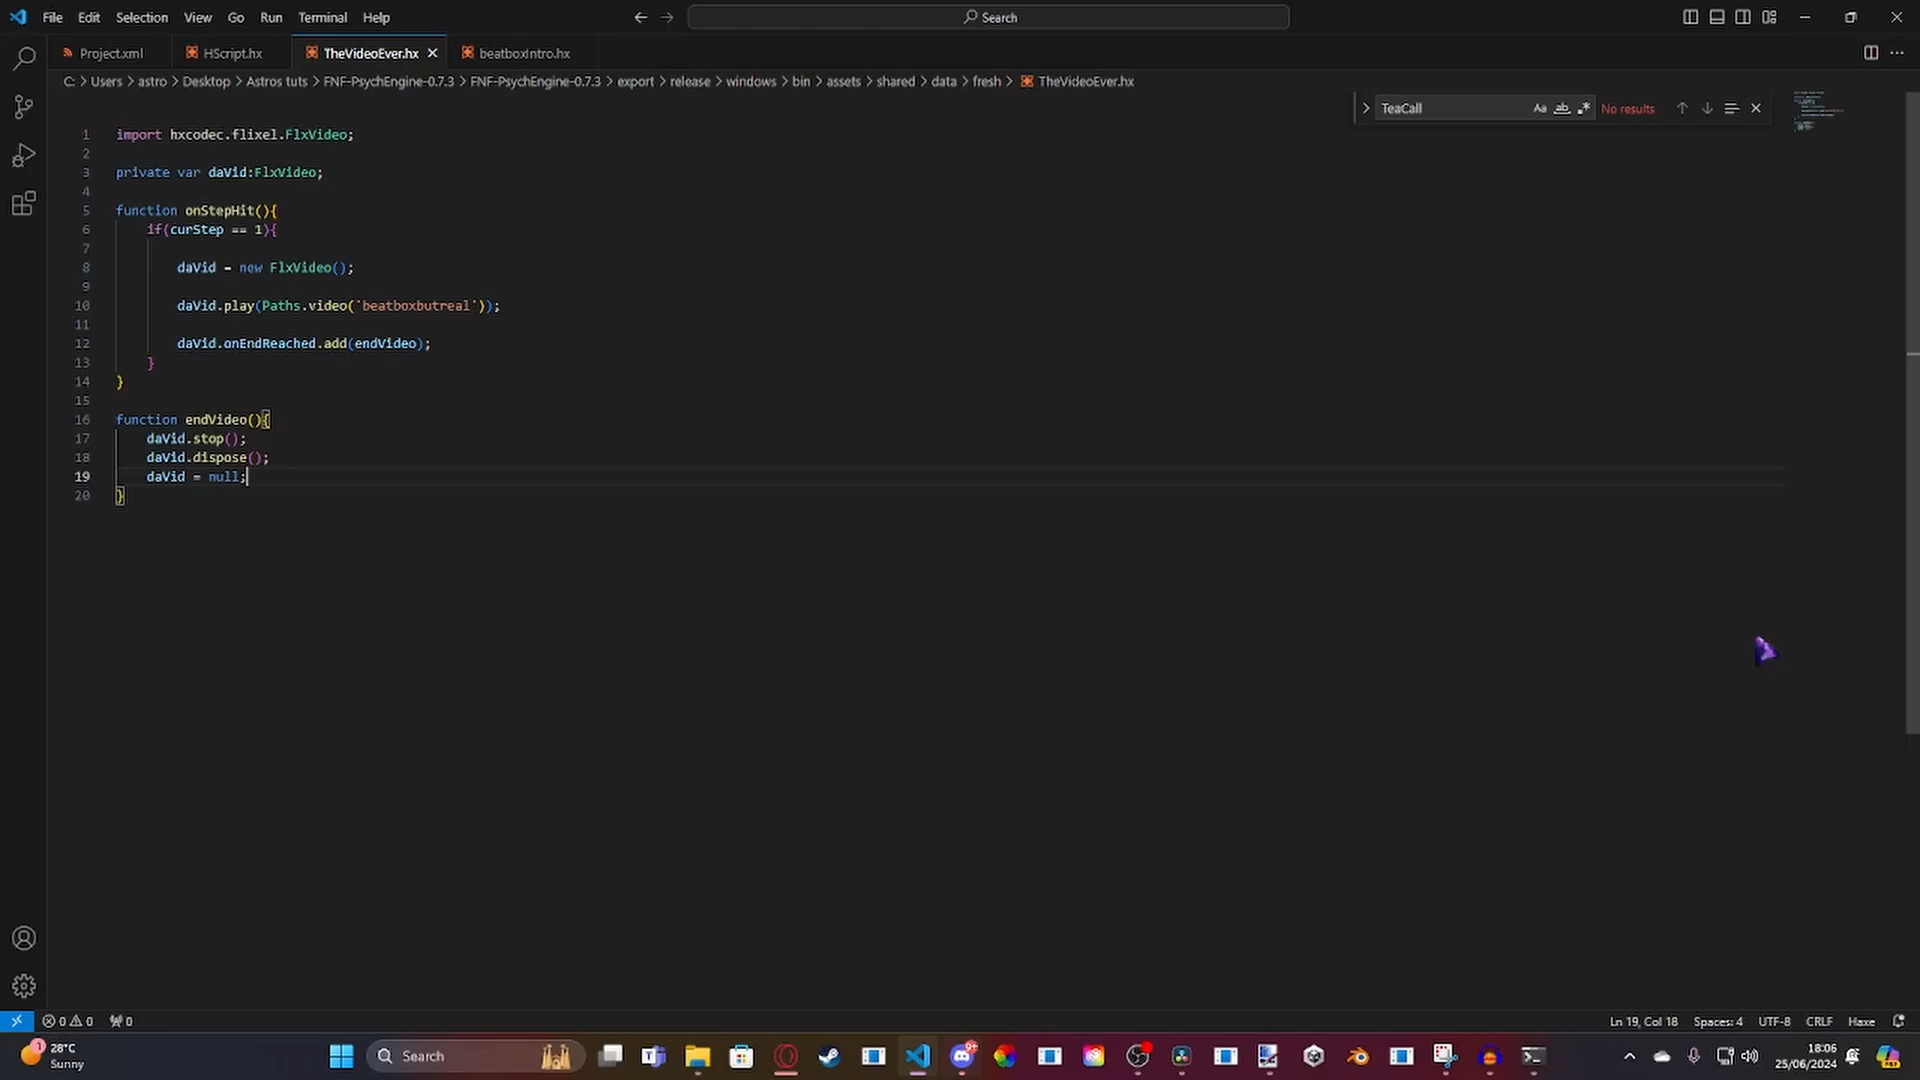 File Edit Selection View Go Run Terminal Help
Search
Project.xml HScript.hx TheVideoEver.hx beatboxIntro.hx
C: > Users > astro > Desktop > Astros tuts > FNF-PsychEngine-0.7.3 > FNF-PsychEngine-0.7.3 > export > release > windows > bin > assets > shared > data > fresh > TheVideoEver.hx
TeaCall Aa ab No results
1 import hxcodec.flixel.FlxVideo;
2
3 private var daVid:FlxVideo;
4
5 function onStepHit(){
6 if(curStep == 1){
7
8 daVid = new FlxVideo();
9
10 daVid.play(Paths.video(`beatboxbutreal`));
11
12 daVid.onEndReached.add(endVideo);
13 }
14 }
15
16 function endVideo(){
17 daVid.stop();
18 daVid.dispose();
19 daVid = null;
20 }
0 0 0
Ln 19, Col 18 Spaces: 4 UTF-8 CRLF Haxe
1
28°C
Sunny
Search
9+
18:06
25/06/2024